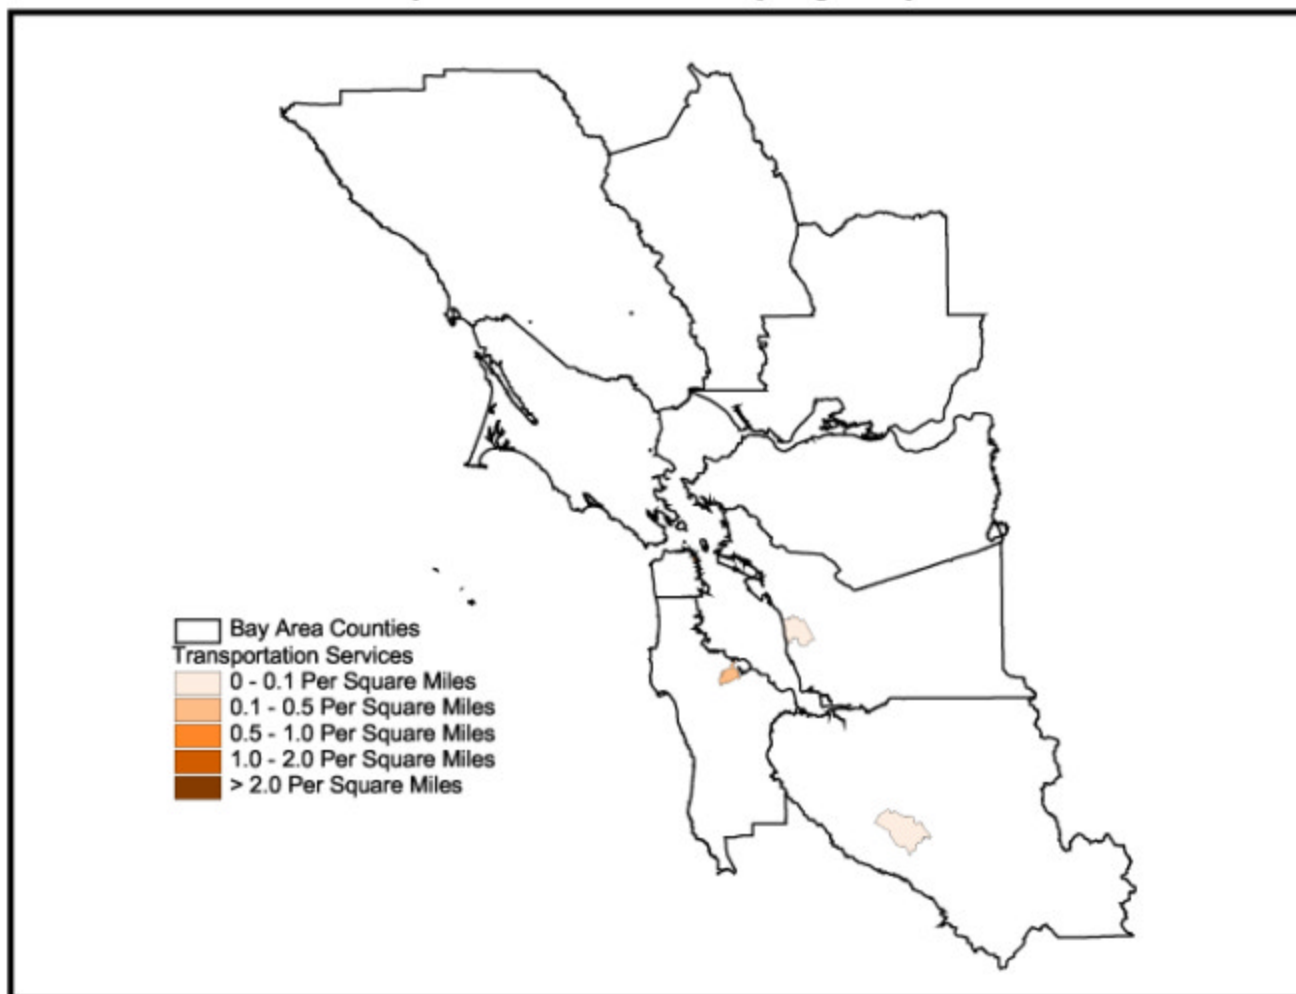 Bay Area Counties
Transportation Services
0 - 0.1 Per Square Miles
0.1 - 0.5 Per Square Miles
0.5 - 1.0 Per Square Miles
1.0 - 2.0 Per Square Miles
> 2.0 Per Square Miles